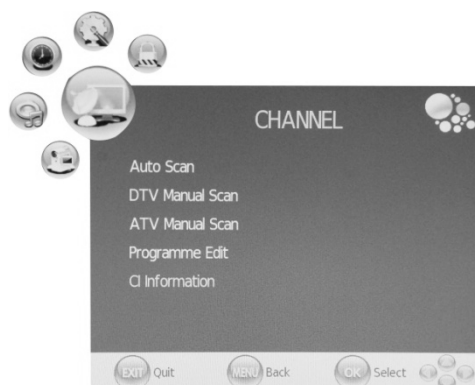 CHANNEL
Auto Scan
DTV Manual Scan
ATV Manual Scan
Programme Edit
CI Information
EXIT Quit MENU Back OK Select